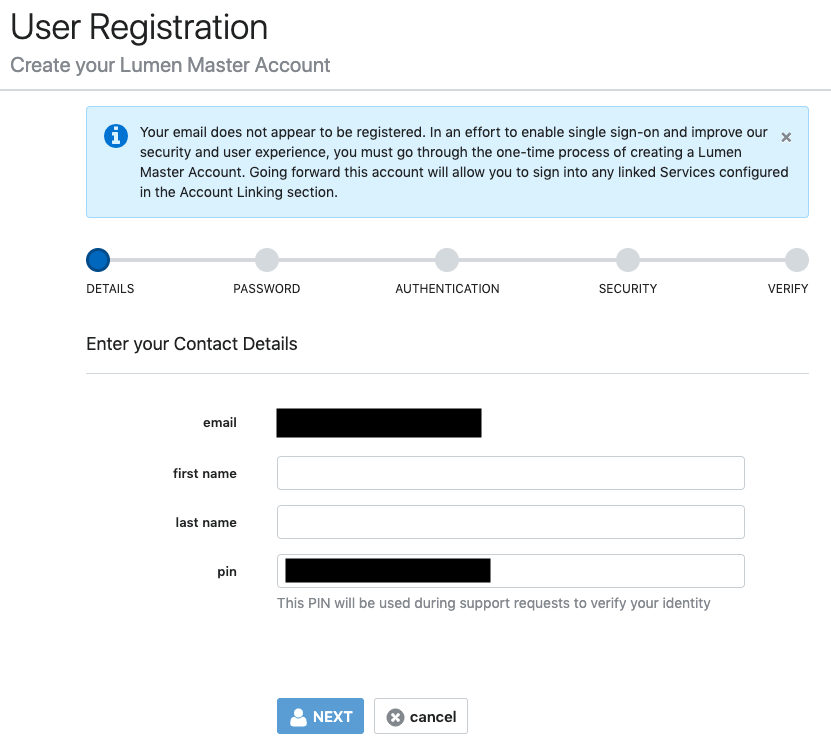 User Registration
Create your Lumen Master Account
Your email does not appear to be registered. In an effort to enable single sign-on and improve our
security and user experience, you must go through the one-time process of creating a Lumen
Master Account. Going forward this account will allow you to sign into any linked Services configured
in the Account Linking section.
DETAILS PASSWORD AUTHENTICATION SECURITY VERIFY
Enter your Contact Details
email
first name
last name
pin
This PIN will be used during support requests to verify your identity
NEXT cancel